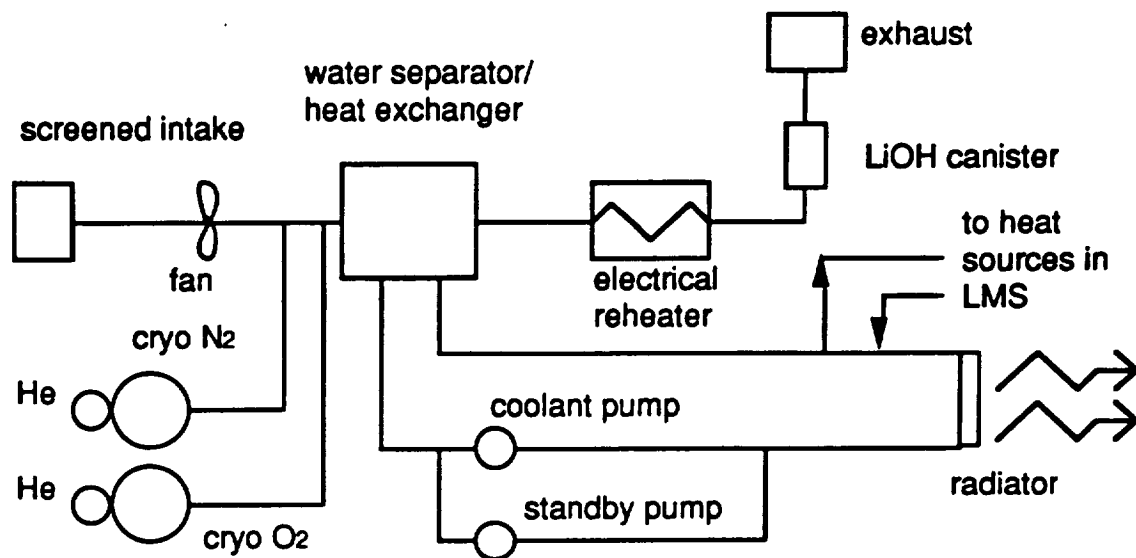 exhaust
water separator/
heat exchanger
screened intake
LiOH canister
to heat
sources in
LMS
fan
electrical
reheater
cryo N2
He
coolant pump
He
standby pump
radiator
cryo O2